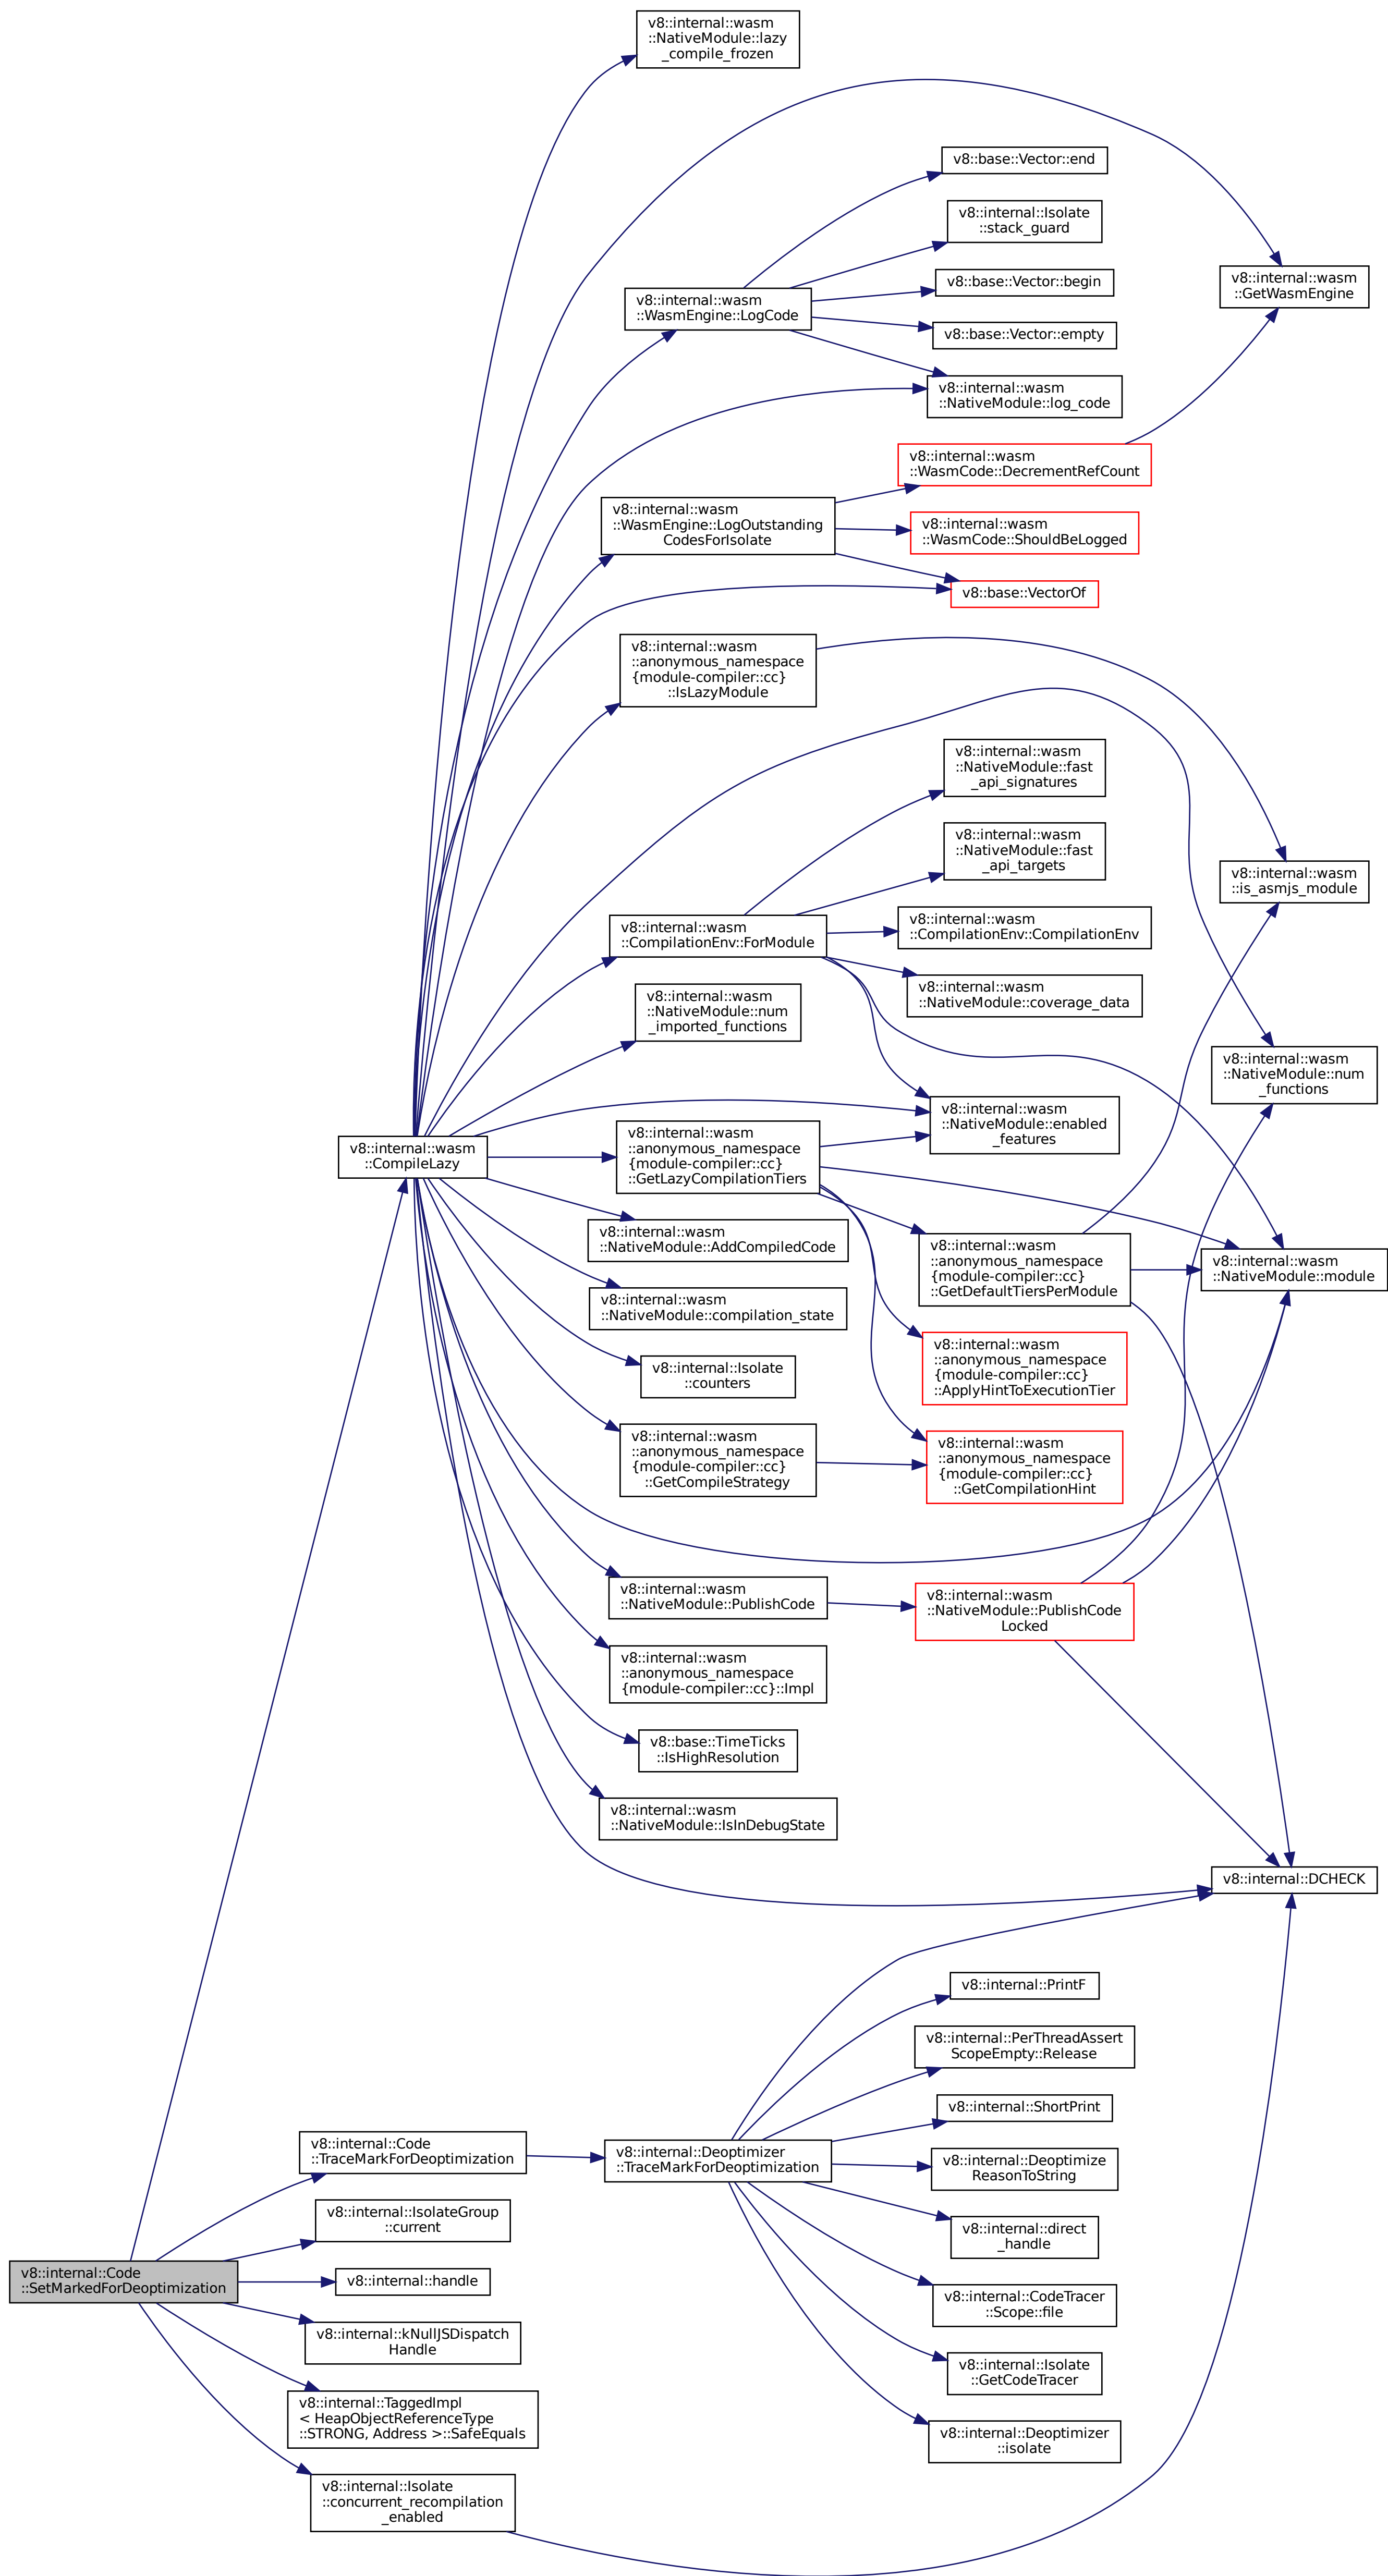 v8::internal::wasm
::NativeModule::lazy
_compile_frozen
v8::base::Vector::end
v8::internal::Isolate
::stack_guard
v8::internal::wasm
::GetWasmEngine
v8::base::Vector::begin
v8::internal::wasm
::WasmEngine::LogCode
v8::base::Vector::empty
v8::internal::wasm
::NativeModule::log_code
v8::internal::wasm
::WasmCode::DecrementRefCount
v8::internal::wasm
::WasmEngine::LogOutstanding
CodesForIsolate
v8::internal::wasm
::WasmCode::ShouldBeLogged
v8::base::VectorOf
v8::internal::wasm
::anonymous_namespace
{module-compiler::cc}
::IsLazyModule
v8::internal::wasm
::NativeModule::fast
_api_signatures
v8::internal::wasm
::NativeModule::fast
_api_targets
v8::internal::wasm
::is_asmjs_module
v8::internal::wasm
::CompilationEnv::ForModule
v8::internal::wasm
::CompilationEnv::CompilationEnv
v8::internal::wasm
::NativeModule::coverage_data
v8::internal::wasm
::NativeModule::num
_imported_functions
v8::internal::wasm
::NativeModule::num
_functions
v8::internal::wasm
::NativeModule::enabled
_features
v8::internal::wasm
::CompileLazy
v8::internal::wasm
::anonymous_namespace
{module-compiler::cc}
::GetLazyCompilationTiers
v8::internal::wasm
::NativeModule::AddCompiledCode
v8::internal::wasm
::anonymous_namespace
{module-compiler::cc}
::GetDefaultTiersPerModule
v8::internal::wasm
::NativeModule::module
v8::internal::wasm
::NativeModule::compilation_state
v8::internal::wasm
::anonymous_namespace
{module-compiler::cc}
::ApplyHintToExecutionTier
v8::internal::Isolate
::counters
v8::internal::wasm
::anonymous_namespace
{module-compiler::cc}
::GetCompileStrategy
v8::internal::wasm
::anonymous_namespace
{module-compiler::cc}
::GetCompilationHint
v8::internal::wasm
::NativeModule::PublishCode
v8::internal::wasm
::NativeModule::PublishCode
Locked
v8::internal::wasm
::anonymous_namespace
{module-compiler::cc}::Impl
v8::base::TimeTicks
::IsHighResolution
v8::internal::wasm
::NativeModule::IsInDebugState
v8::internal::DCHECK
v8::internal::PrintF
v8::internal::PerThreadAssert
ScopeEmpty::Release
v8::internal::ShortPrint
v8::internal::Code
::TraceMarkForDeoptimization
v8::internal::Deoptimizer
::TraceMarkForDeoptimization
v8::internal::Deoptimize
ReasonToString
v8::internal::IsolateGroup
::current
v8::internal::direct
_handle
v8::internal::Code
::SetMarkedForDeoptimization
v8::internal::handle
v8::internal::CodeTracer
::Scope::file
v8::internal::kNullJSDispatch
Handle
v8::internal::Isolate
::GetCodeTracer
v8::internal::TaggedImpl
< HeapObjectReferenceType
::STRONG, Address >::SafeEquals
v8::internal::Deoptimizer
::isolate
v8::internal::Isolate
::concurrent_recompilation
_enabled